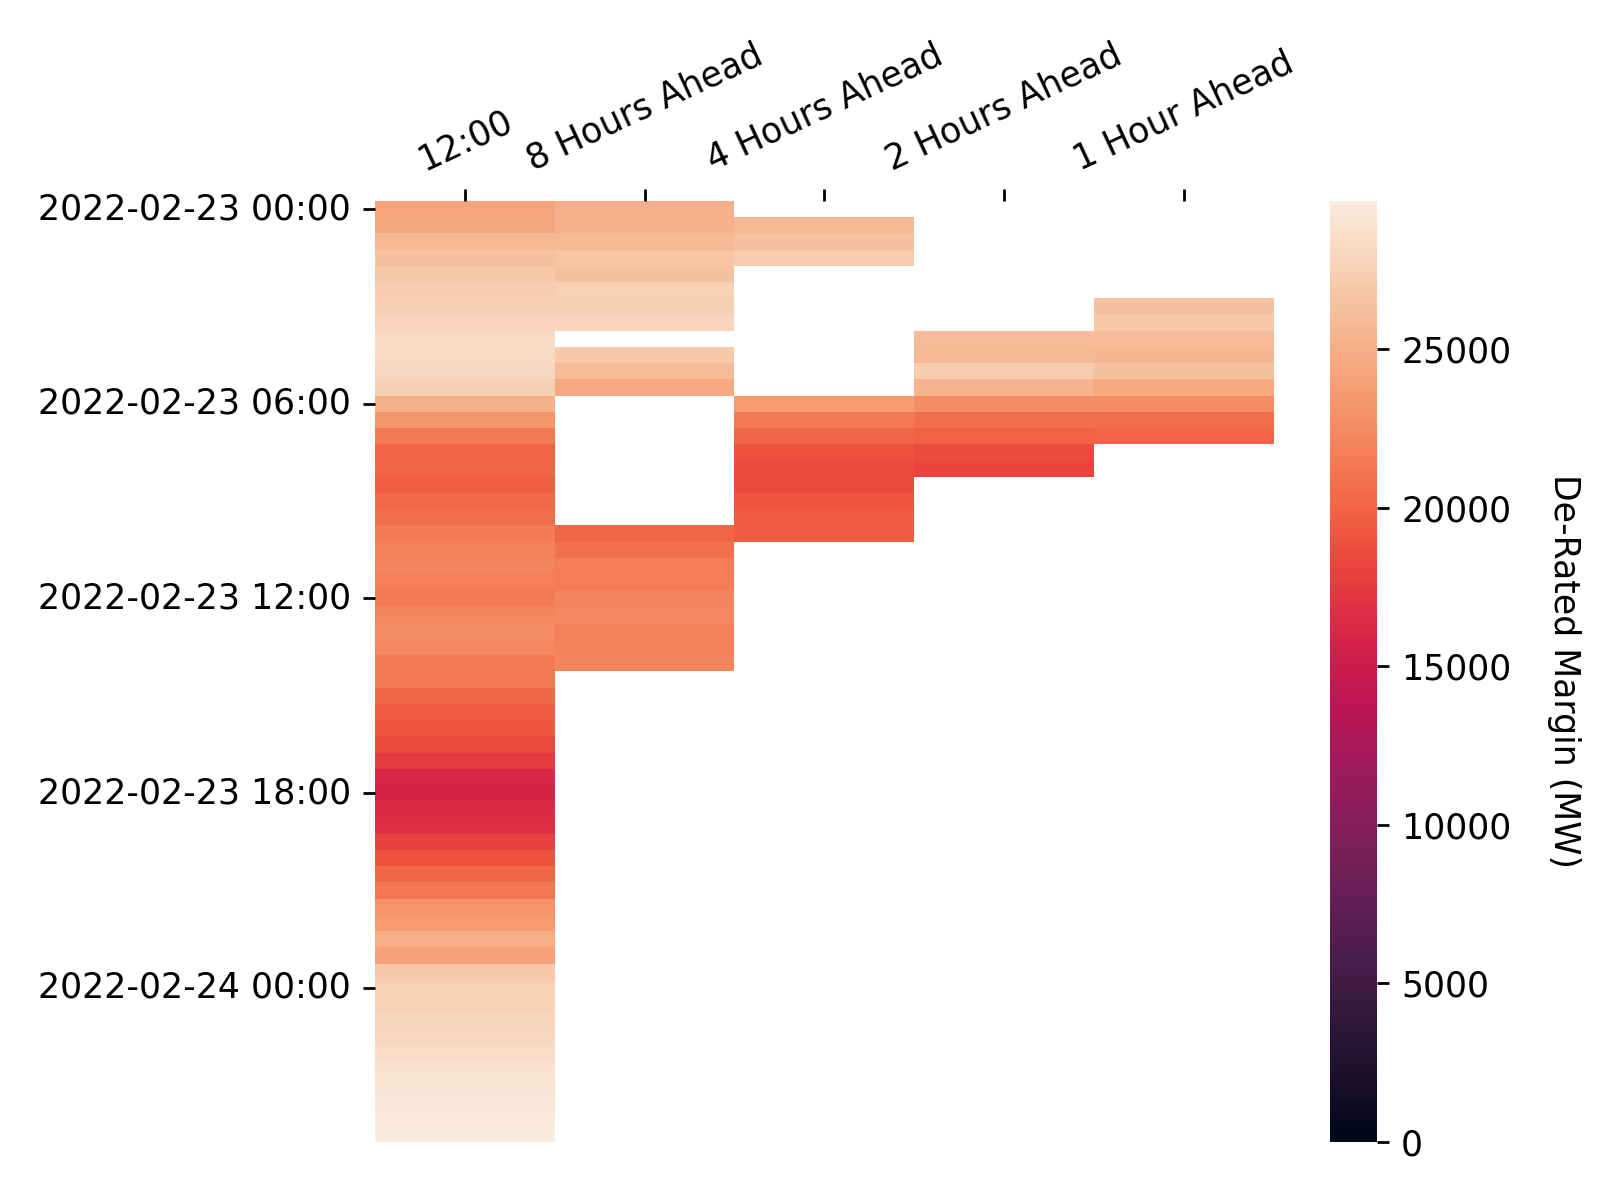 12:00
8 Hours Ahead
4 Hours Ahead
2 Hours Ahead
1 Hour Ahead
2022-02-23 00:00
2022-02-23 06:00
2022-02-23 12:00
2022-02-23 18:00
2022-02-24 00:00
25000
20000
15000
10000
5000
0
De-Rated Margin (MW)